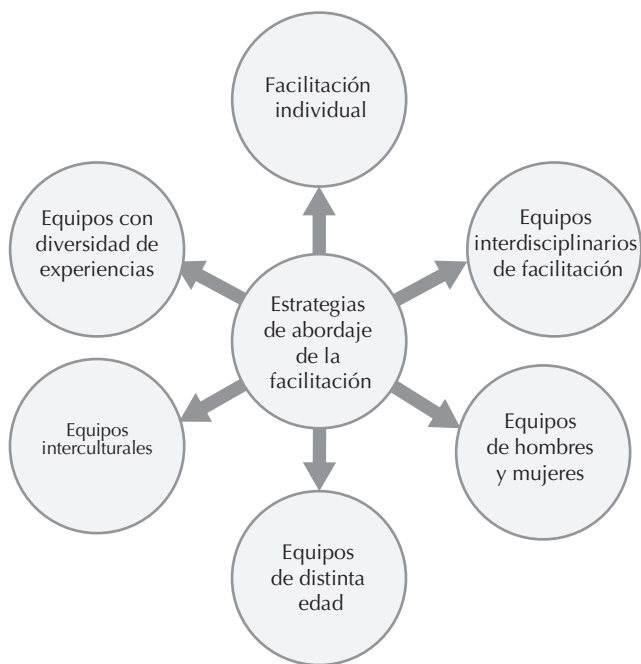 Facilitación
individual
Equipos con
diversidad de
experiencias
Equipos
interdisciplinarios
de facilitación
Estrategias
de abordaje
de la
facilitación
Equipos
interculturales
Equipos
de hombres
y mujeres
Equipos
de distinta
edad